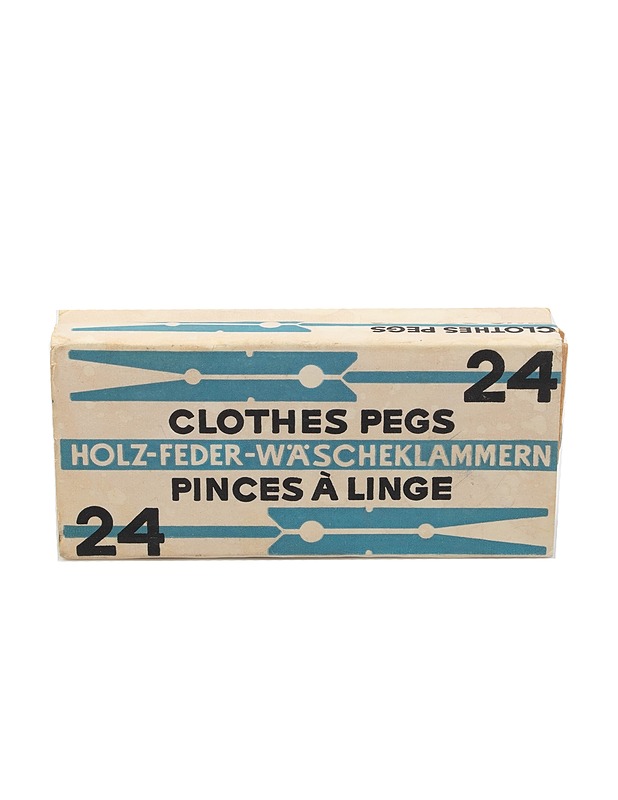 CLOTHES PEGS
24
CLOTHES PEGS
HOLZ-FEDER-WÄSCHEKLAMMERN
PINCES À LINGE
24